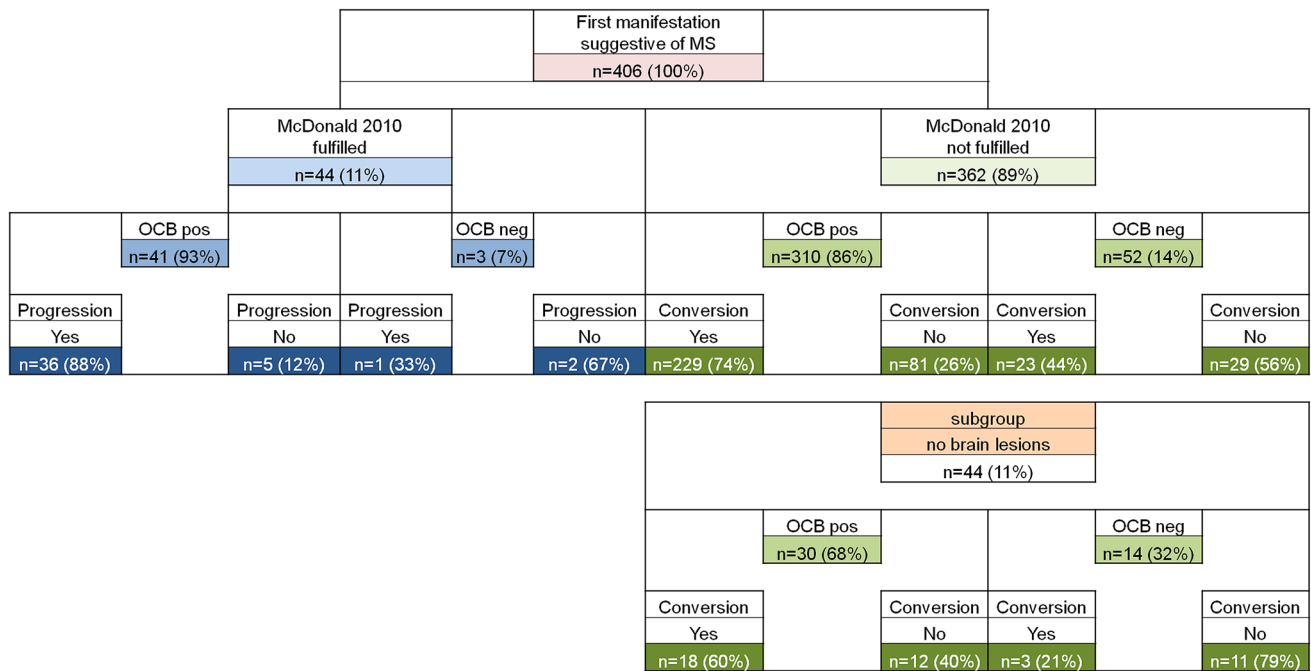 First manifestation
suggestive of MS
n=406 (100%)
McDonald 2010
fulfilled
n=44 (11%)
McDonald 2010
not fulfilled
n=362 (89%)
OCB pos
n=41 (93%)
OCB neg
n=3 (7%)
OCB pos
n=310 (86%)
OCB neg
n=52 (14%)
Progression
Yes
n=36 (88%)
Progression
No
n=5 (12%)
Progression
Yes
n=1 (33%)
Progression
No
n=2 (67%)
Conversion
Yes
n=229 (74%)
Conversion
No
n=81 (26%)
Conversion
Yes
n=23 (44%)
Conversion
No
n=29 (56%)
subgroup
no brain lesions
n=44 (11%)
OCB pos
n=30 (68%)
OCB neg
n=14 (32%)
Conversion
Yes
n=18 (60%)
Conversion
No
n=12 (40%)
Conversion
Yes
n=3 (21%)
Conversion
No
n=11 (79%)